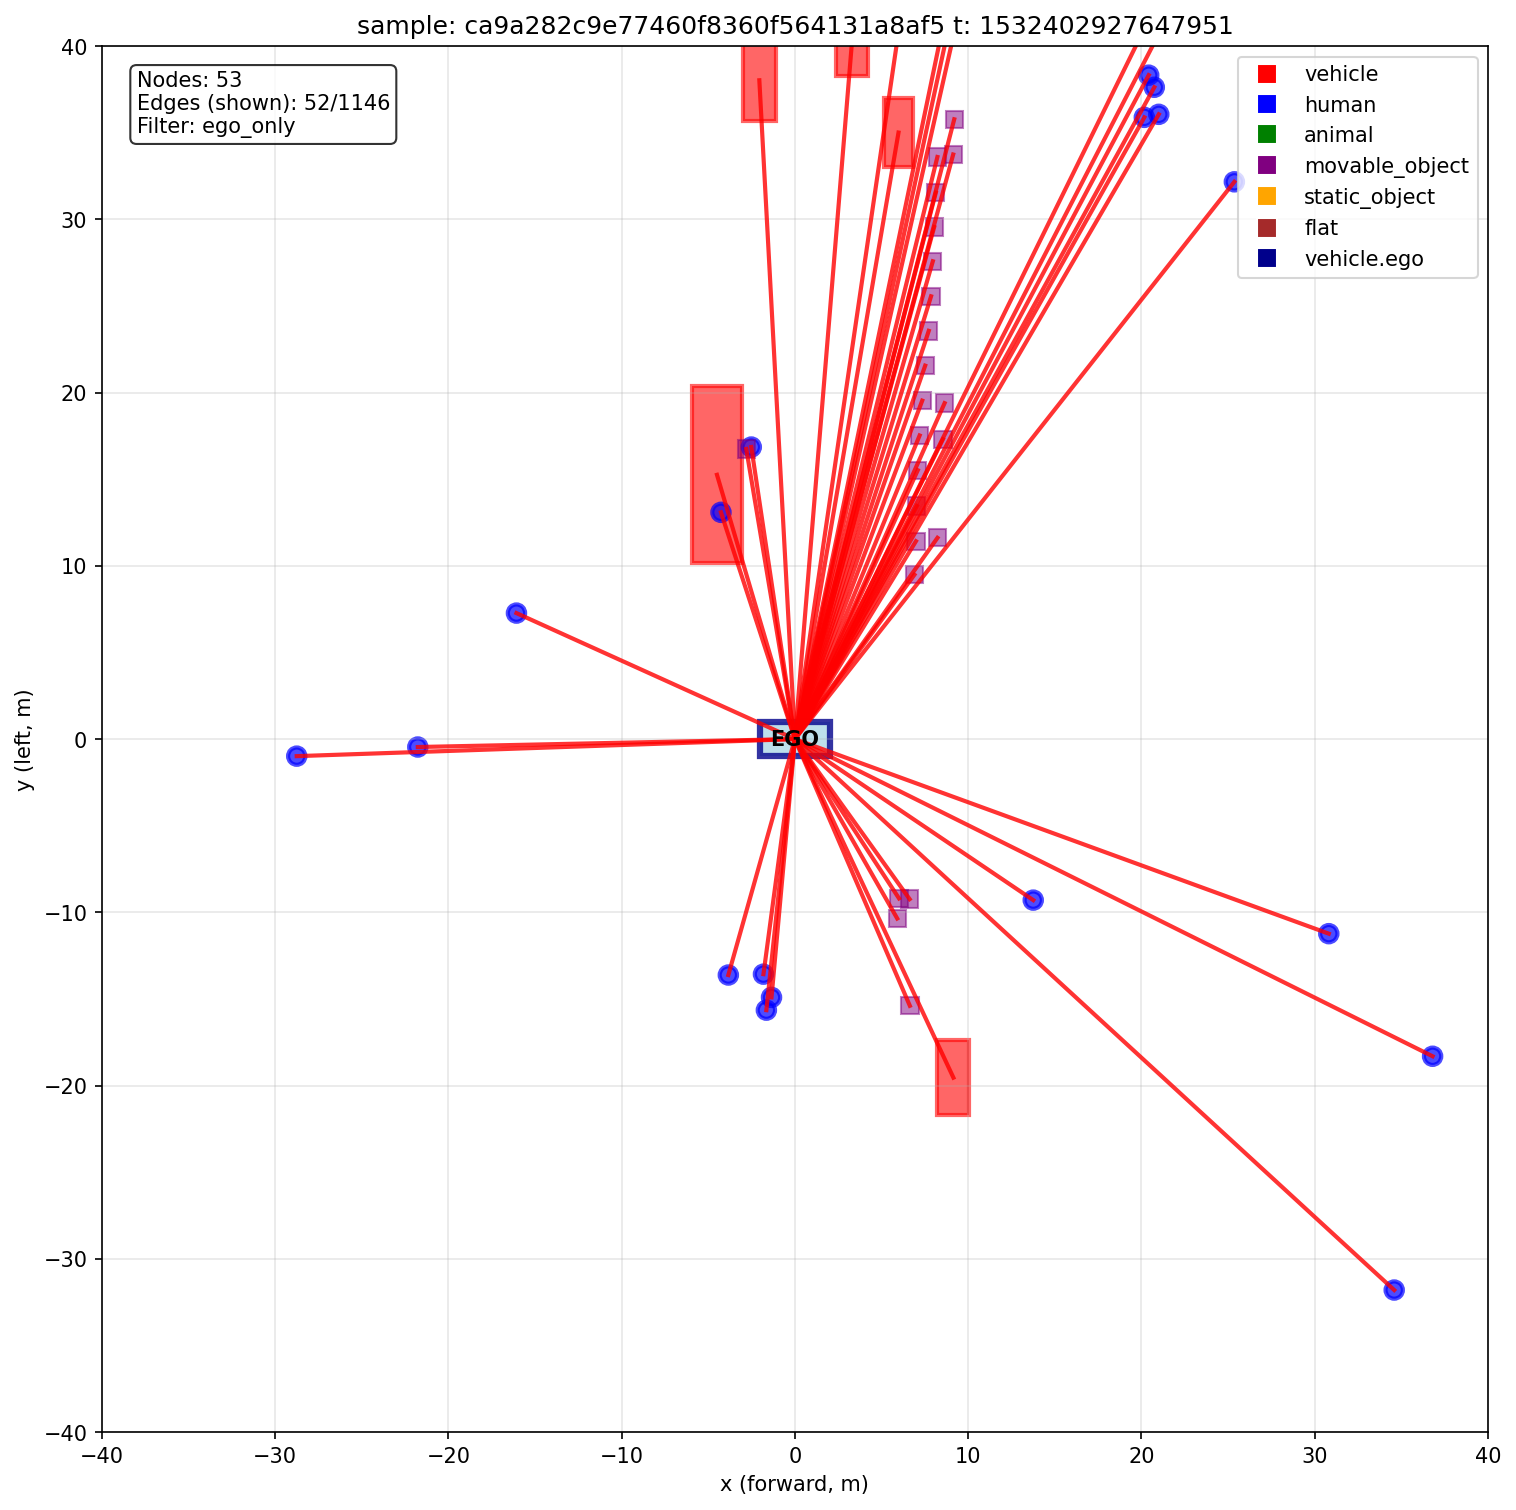 sample: ca9a282c9e77460f8360f564131a8af5 t: 1532402927647951
Nodes: 53
Edges (shown): 52/1146
Filter: ego_only
vehicle
human
animal
movable_object
static_object
flat
vehicle.ego
EGO
40
30
20
10
0
−10
−20
−30
−40
y (left, m)
−40
−30
−20
−10
0
10
20
30
40
x (forward, m)